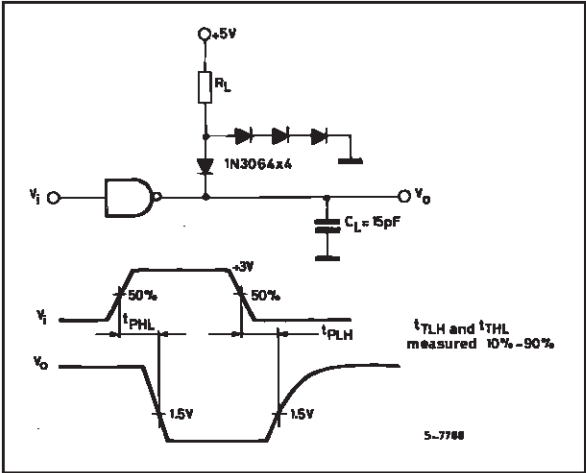 +5V
RL
1N3064x4
Vi
Vo
CL=15pF
+3V
50%
50%
Vi
tPHL
tPLH
tTLH and tTHL
measured 10%-90%
Vo
1.5V
1.5V
S-7788